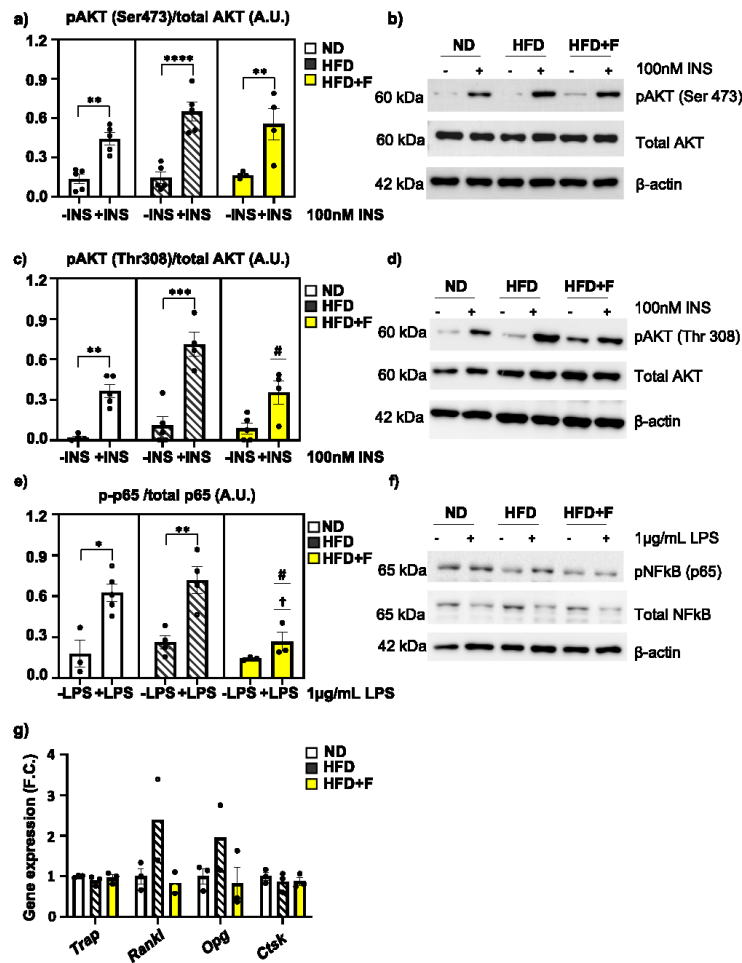 a) pAKT (Ser473)/total AKT (A.U.)
1.2
0.9
0.6
0.3
0.0
** **** **
ND
HFD
HFD+F
-INS +INS -INS +INS -INS +INS 100nM INS
b)
ND HFD HFD+F
- + - + - + 100nM INS
60 kDa pAKT (Ser 473)
60 kDa Total AKT
42 kDa β-actin
c) pAKT (Thr308)/total AKT (A.U.)
1.2
0.9
0.6
0.3
0.0
** *** #
ND
HFD
HFD+F
-INS +INS -INS +INS -INS +INS 100nM INS
d)
ND HFD HFD+F
- + - + - + 100nM INS
60 kDa pAKT (Thr 308)
60 kDa Total AKT
42 kDa β-actin
e) p-p65 /total p65 (A.U.)
1.2
0.9
0.6
0.3
0.0
* ** #
†
ND
HFD
HFD+F
-LPS +LPS -LPS +LPS -LPS +LPS 1µg/mL LPS
f)
ND HFD HFD+F
- + - + - + 1µg/mL LPS
65 kDa pNFkB (p65)
65 kDa Total NFkB
42 kDa β-actin
g)
Gene expression (F.C.)
4
3
2
1
0
ND
HFD
HFD+F
Trap Rankl Opg Ctsk